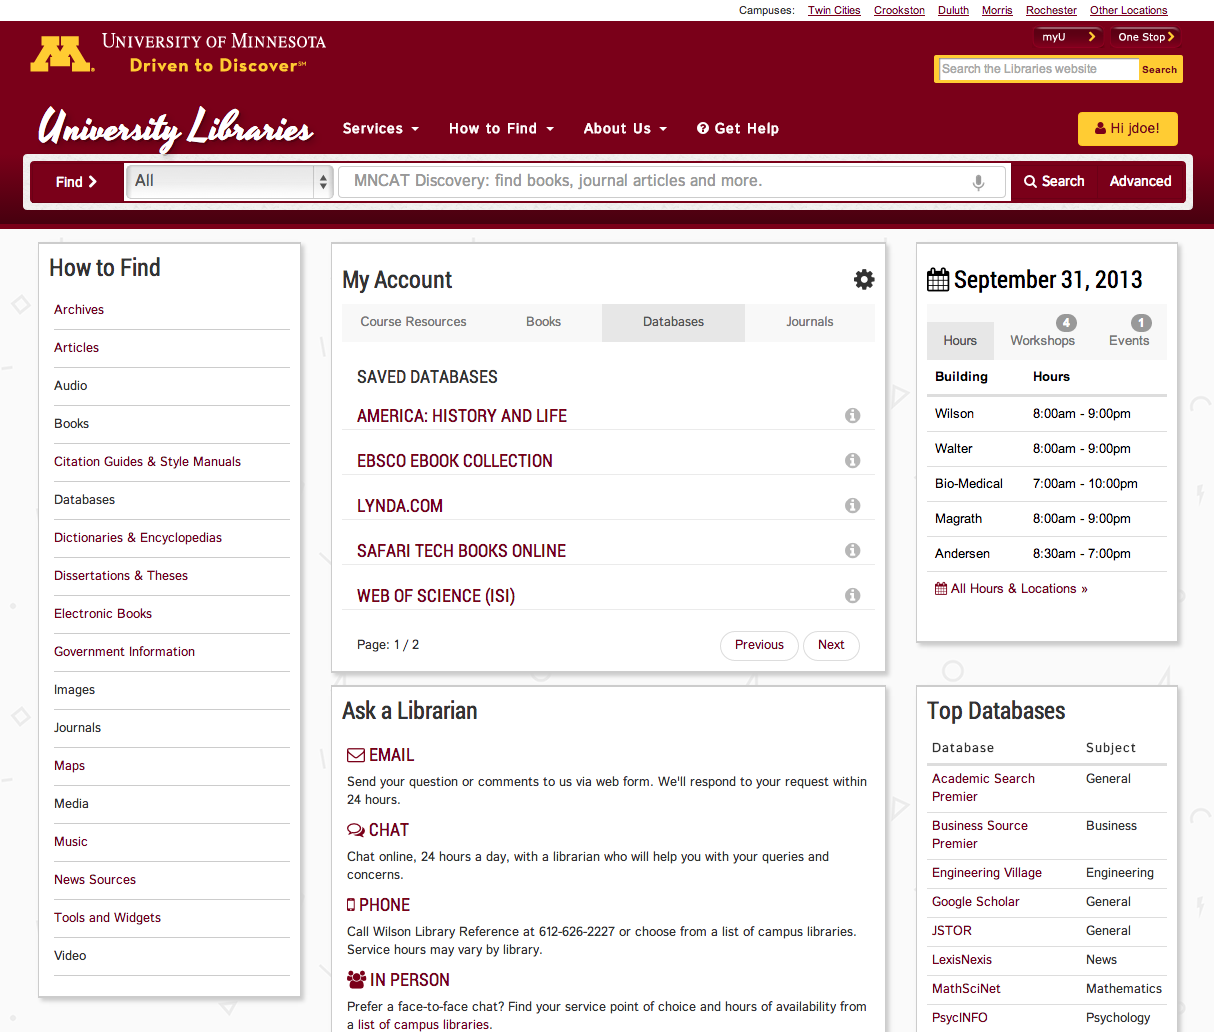 Campuses: Twin Cities Crookston Duluth Morris Rochester Other Locations
UNIVERSITY OF MINNESOTA
Driven to Discover℠
myU
One Stop
Search the Libraries website Search
University Libraries
Services How to Find About Us Get Help
Hi jdoe!
Find All MNCAT Discovery: find books, journal articles and more. Search Advanced
How to Find
Archives
Articles
Audio
Books
Citation Guides & Style Manuals
Databases
Dictionaries & Encyclopedias
Dissertations & Theses
Electronic Books
Government Information
Images
Journals
Maps
Media
Music
News Sources
Tools and Widgets
Video
My Account
Course Resources Books Databases Journals
SAVED DATABASES
AMERICA: HISTORY AND LIFE
EBSCO EBOOK COLLECTION
LYNDA.COM
SAFARI TECH BOOKS ONLINE
WEB OF SCIENCE (ISI)
Page: 1 / 2 Previous Next
Ask a Librarian
EMAIL
Send your question or comments to us via web form. We'll respond to your request within
24 hours.
CHAT
Chat online, 24 hours a day, with a librarian who will help you with your queries and
concerns.
PHONE
Call Wilson Library Reference at 612-626-2227 or choose from a list of campus libraries.
Service hours may vary by library.
IN PERSON
Prefer a face-to-face chat? Find your service point of choice and hours of availability from
a list of campus libraries.
September 31, 2013
Hours Workshops 4 Events 1
Building Hours
Wilson 8:00am - 9:00pm
Walter 8:00am - 9:00pm
Bio-Medical 7:00am - 10:00pm
Magrath 8:00am - 9:00pm
Andersen 8:30am - 7:00pm
All Hours & Locations »
Top Databases
Database Subject
Academic Search General
Premier
Business Source Business
Premier
Engineering Village Engineering
Google Scholar General
JSTOR General
LexisNexis News
MathSciNet Mathematics
PsycINFO Psychology